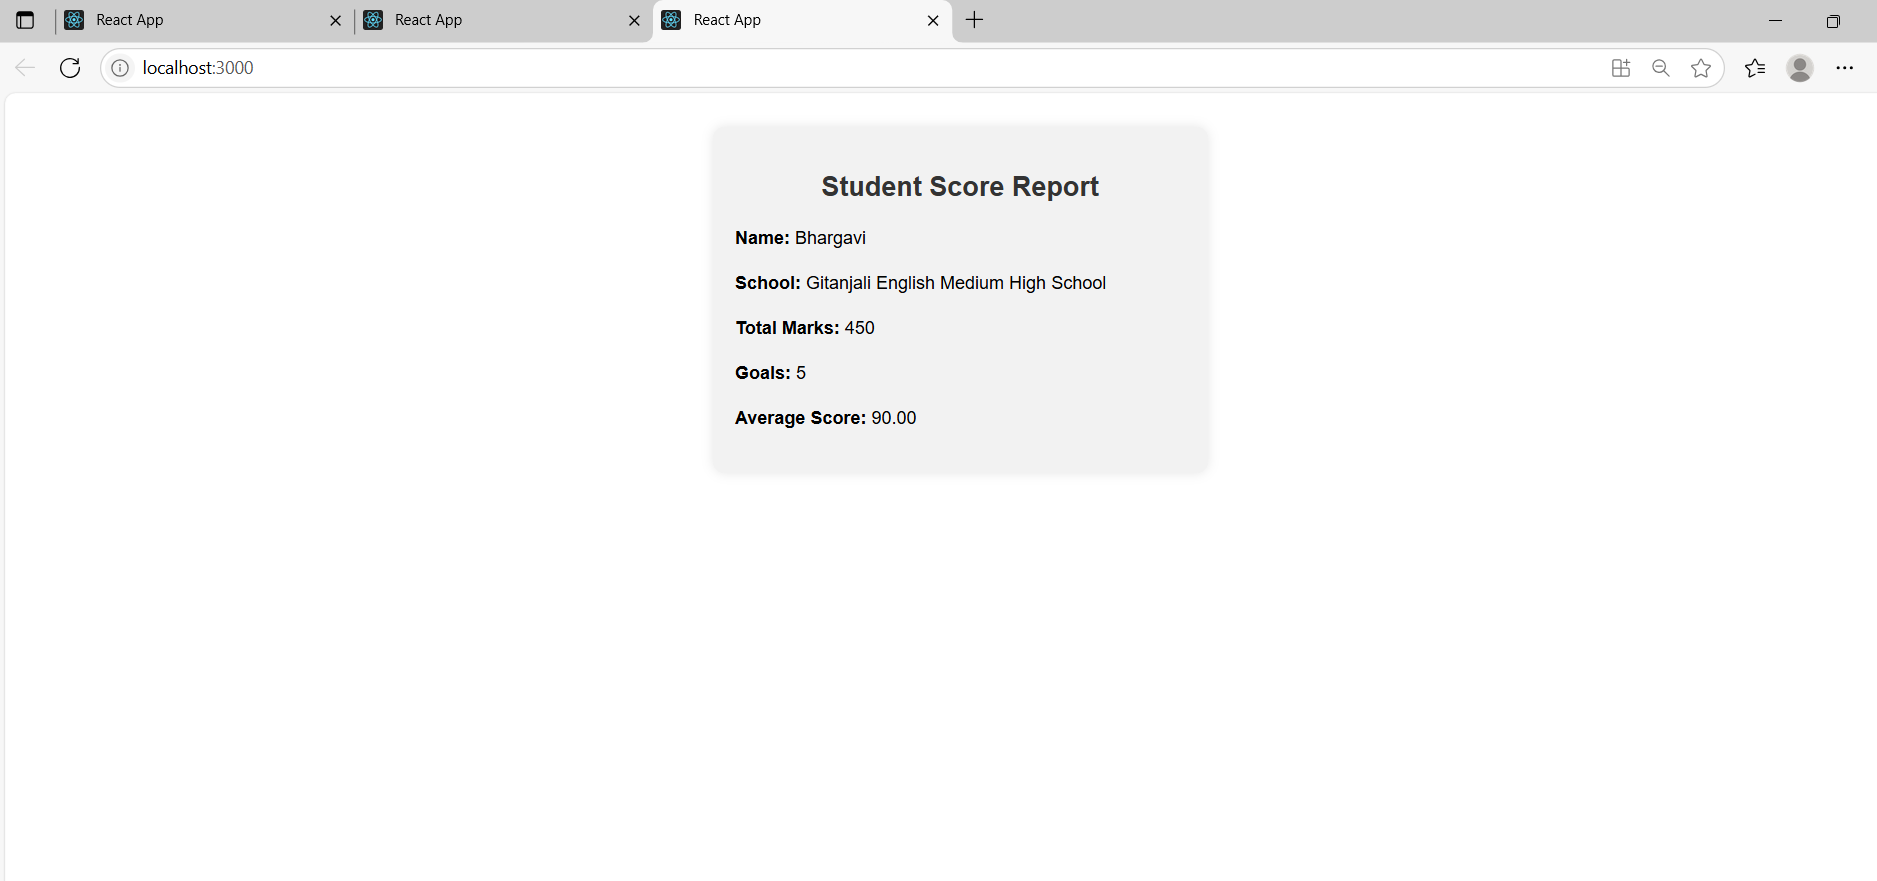 React App
React App
React App
localhost:3000
Student Score Report
Name: Bhargavi
School: Gitanjali English Medium High School
Total Marks: 450
Goals: 5
Average Score: 90.00